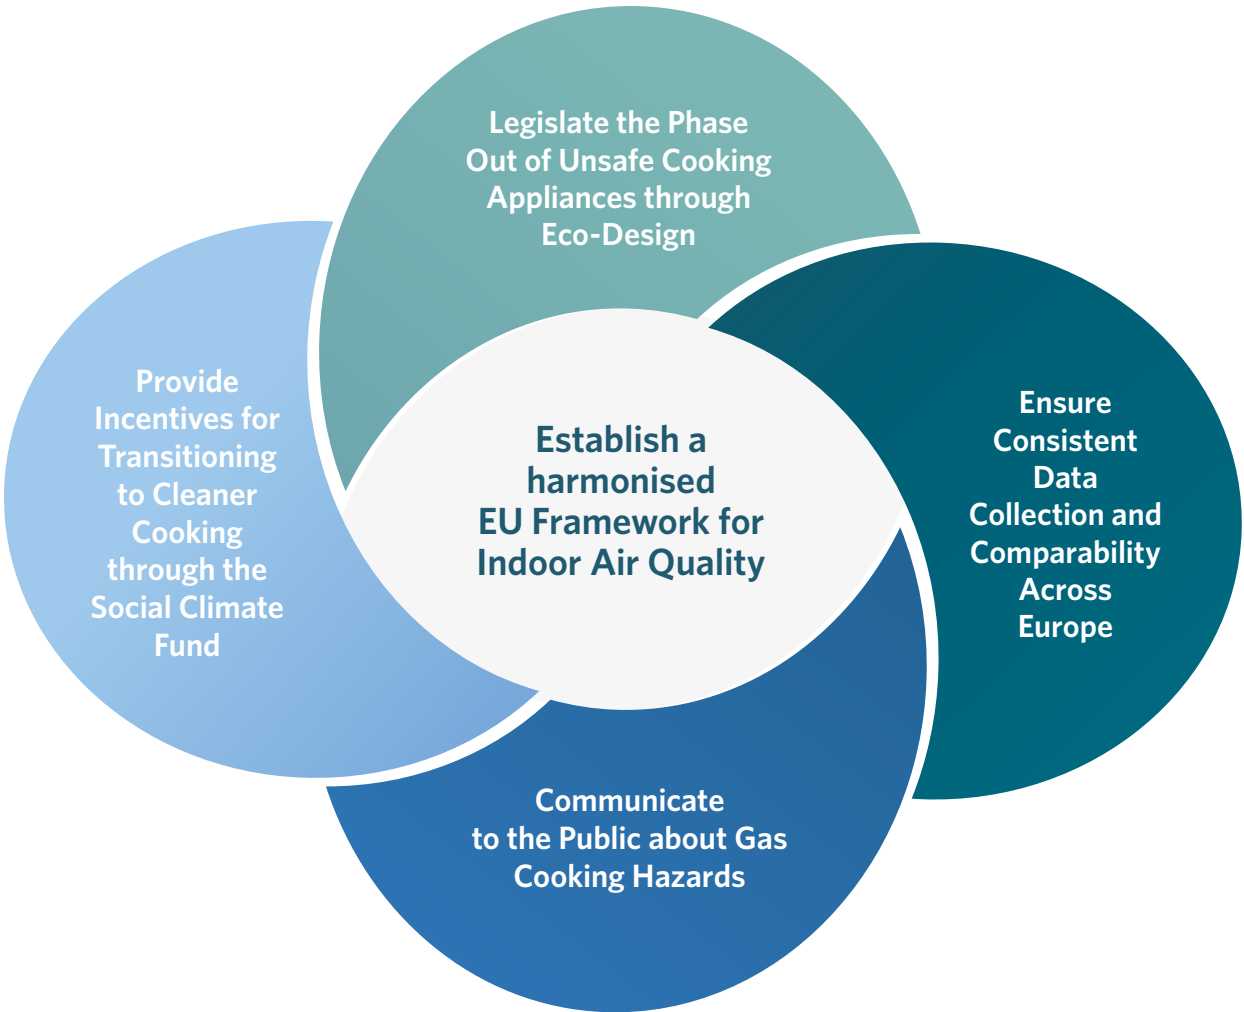 Legislate the Phase
Out of Unsafe Cooking
Appliances through
Eco-Design
Provide
Incentives for
Transitioning
to Cleaner
Cooking
through the
Social Climate
Fund
Establish a
harmonised
EU Framework for
Indoor Air Quality
Ensure
Consistent
Data
Collection and
Comparability
Across
Europe
Communicate
to the Public about Gas
Cooking Hazards